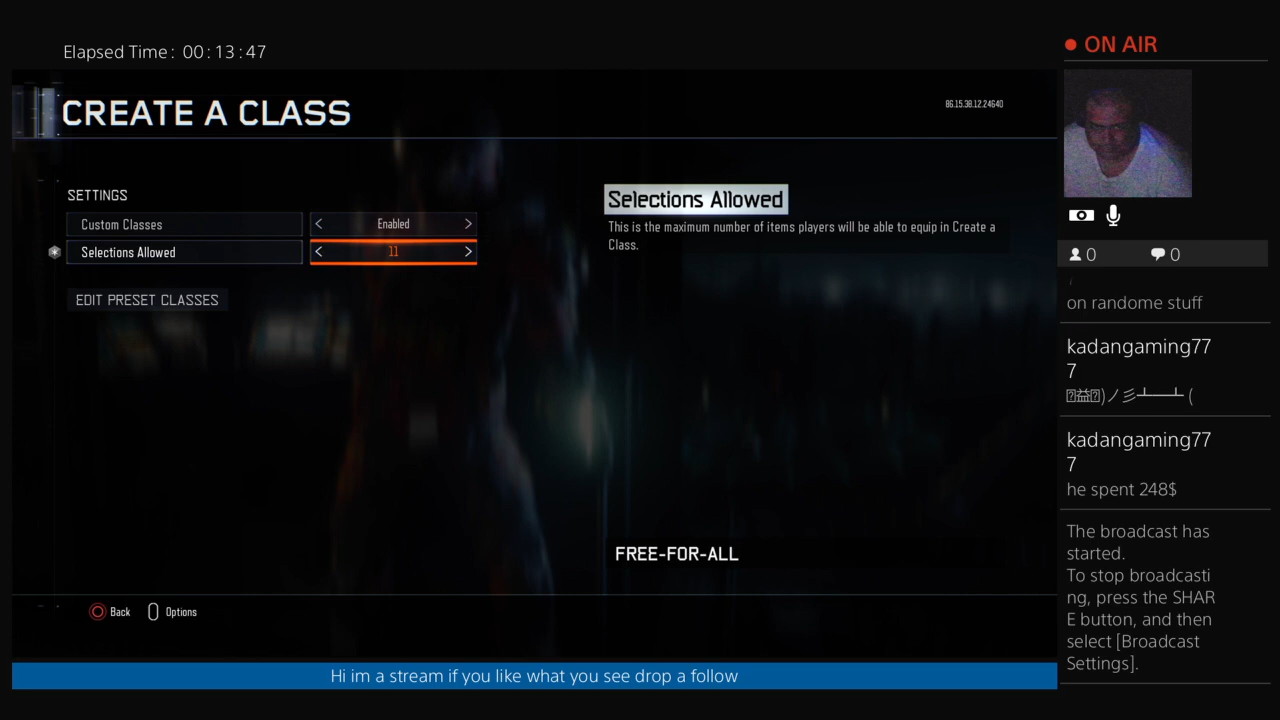 Elapsed Time: 00:13:47
ON AIR
CREATE A CLASS
86.15.38.12.24640
SETTINGS
Custom Classes
Enabled
Selections Allowed
11
EDIT PRESET CLASSES
Selections Allowed
This is the maximum number of items players will be able to equip in Create a
Class.
FREE-FOR-ALL
Back
Options
Hi im a stream if you like what you see drop a follow
0
0
on randome stuff
kadangaming77
7
益)ノ彡┻━┻ (
kadangaming77
7
he spent 248$
The broadcast has
started.
To stop broadcasti
ng, press the SHAR
E button, and then
select [Broadcast
Settings].